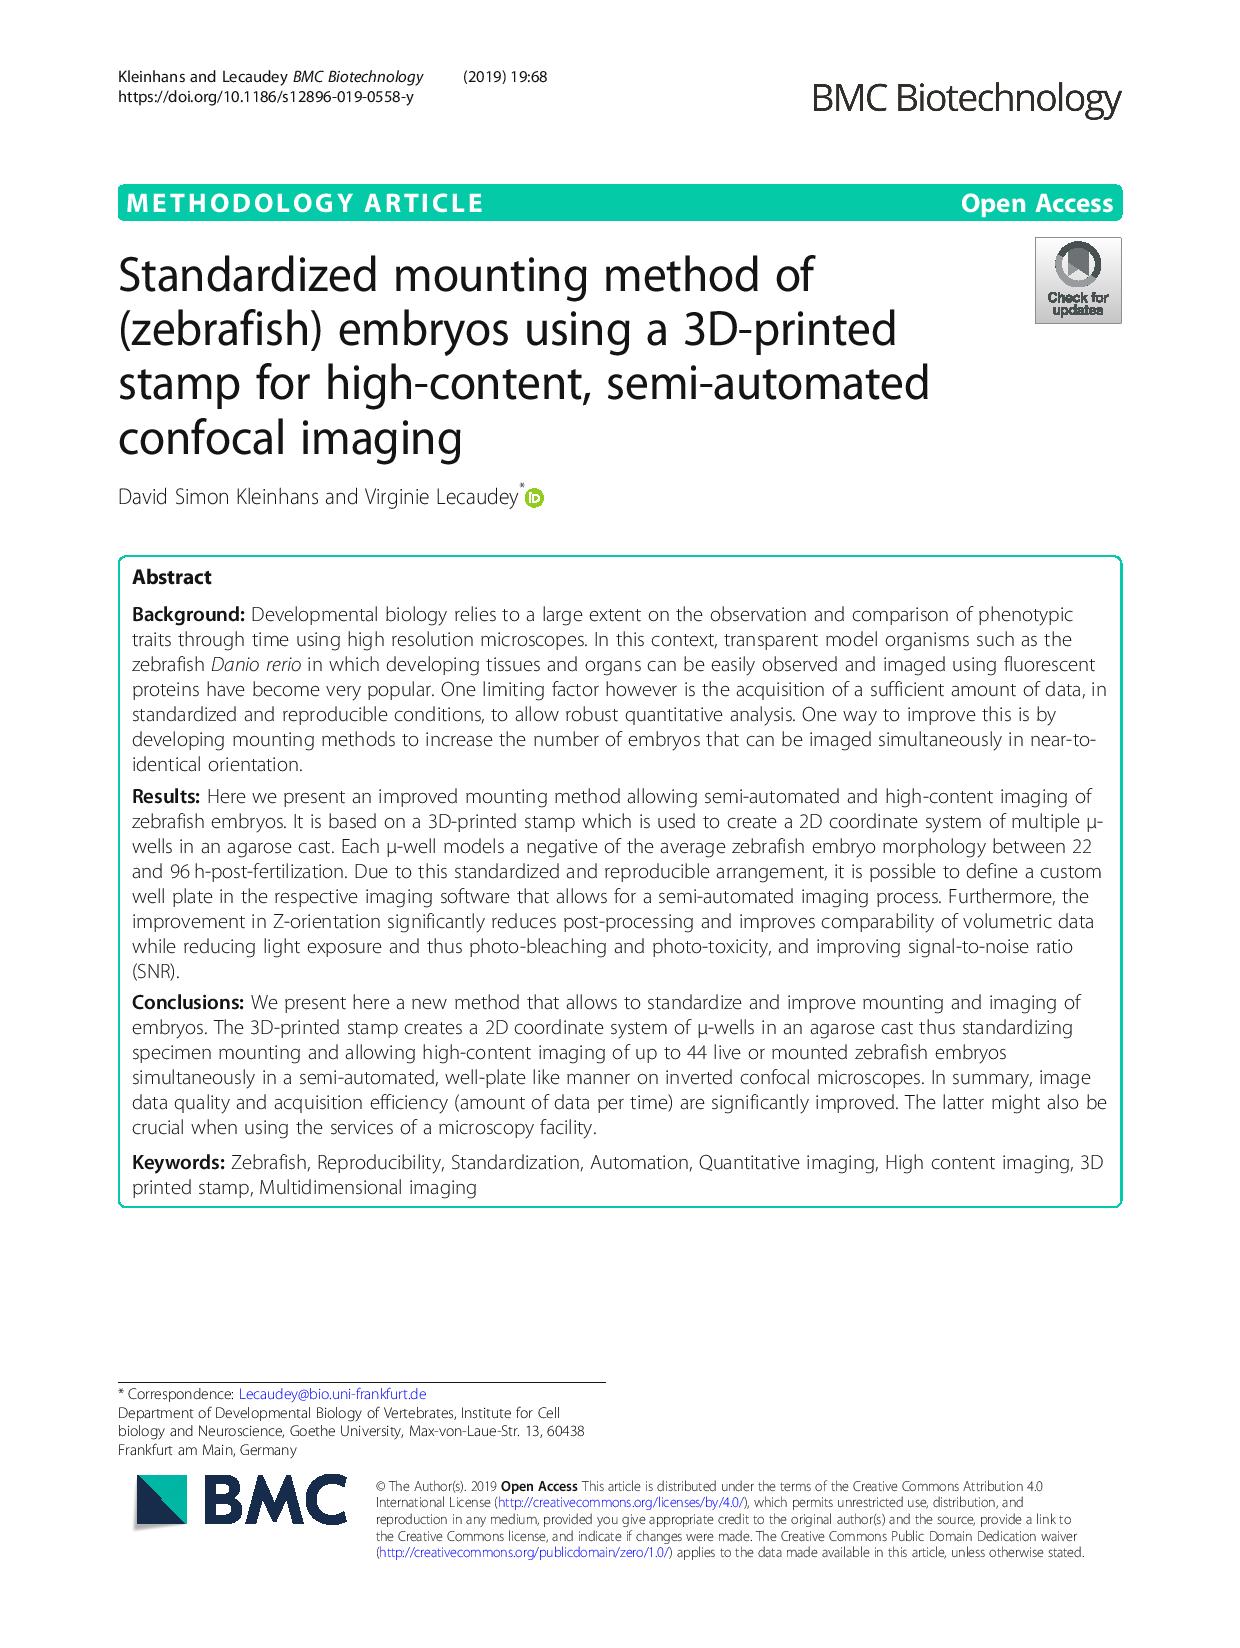 Kleinhans and Lecaudey BMC Biotechnology (2019) 19:68
https://doi.org/10.1186/s12896-019-0558-y
BMC Biotechnology
METHODOLOGY ARTICLE Open Access
Check for
updates
Standardized mounting method of
(zebrafish) embryos using a 3D-printed
stamp for high-content, semi-automated
confocal imaging
David Simon Kleinhans and Virginie Lecaudey* iD
Abstract
Background: Developmental biology relies to a large extent on the observation and comparison of phenotypic
traits through time using high resolution microscopes. In this context, transparent model organisms such as the
zebrafish Danio rerio in which developing tissues and organs can be easily observed and imaged using fluorescent
proteins have become very popular. One limiting factor however is the acquisition of a sufficient amount of data, in
standardized and reproducible conditions, to allow robust quantitative analysis. One way to improve this is by
developing mounting methods to increase the number of embryos that can be imaged simultaneously in near-to-
identical orientation.
Results: Here we present an improved mounting method allowing semi-automated and high-content imaging of
zebrafish embryos. It is based on a 3D-printed stamp which is used to create a 2D coordinate system of multiple μ-
wells in an agarose cast. Each μ-well models a negative of the average zebrafish embryo morphology between 22
and 96 h-post-fertilization. Due to this standardized and reproducible arrangement, it is possible to define a custom
well plate in the respective imaging software that allows for a semi-automated imaging process. Furthermore, the
improvement in Z-orientation significantly reduces post-processing and improves comparability of volumetric data
while reducing light exposure and thus photo-bleaching and photo-toxicity, and improving signal-to-noise ratio
(SNR).
Conclusions: We present here a new method that allows to standardize and improve mounting and imaging of
embryos. The 3D-printed stamp creates a 2D coordinate system of μ-wells in an agarose cast thus standardizing
specimen mounting and allowing high-content imaging of up to 44 live or mounted zebrafish embryos
simultaneously in a semi-automated, well-plate like manner on inverted confocal microscopes. In summary, image
data quality and acquisition efficiency (amount of data per time) are significantly improved. The latter might also be
crucial when using the services of a microscopy facility.
Keywords: Zebrafish, Reproducibility, Standardization, Automation, Quantitative imaging, High content imaging, 3D
printed stamp, Multidimensional imaging
* Correspondence: Lecaudey@bio.uni-frankfurt.de
Department of Developmental Biology of Vertebrates, Institute for Cell
biology and Neuroscience, Goethe University, Max-von-Laue-Str. 13, 60438
Frankfurt am Main, Germany
BMC
© The Author(s). 2019 Open Access This article is distributed under the terms of the Creative Commons Attribution 4.0
International License (http://creativecommons.org/licenses/by/4.0/), which permits unrestricted use, distribution, and
reproduction in any medium, provided you give appropriate credit to the original author(s) and the source, provide a link to
the Creative Commons license, and indicate if changes were made. The Creative Commons Public Domain Dedication waiver
(http://creativecommons.org/publicdomain/zero/1.0/) applies to the data made available in this article, unless otherwise stated.